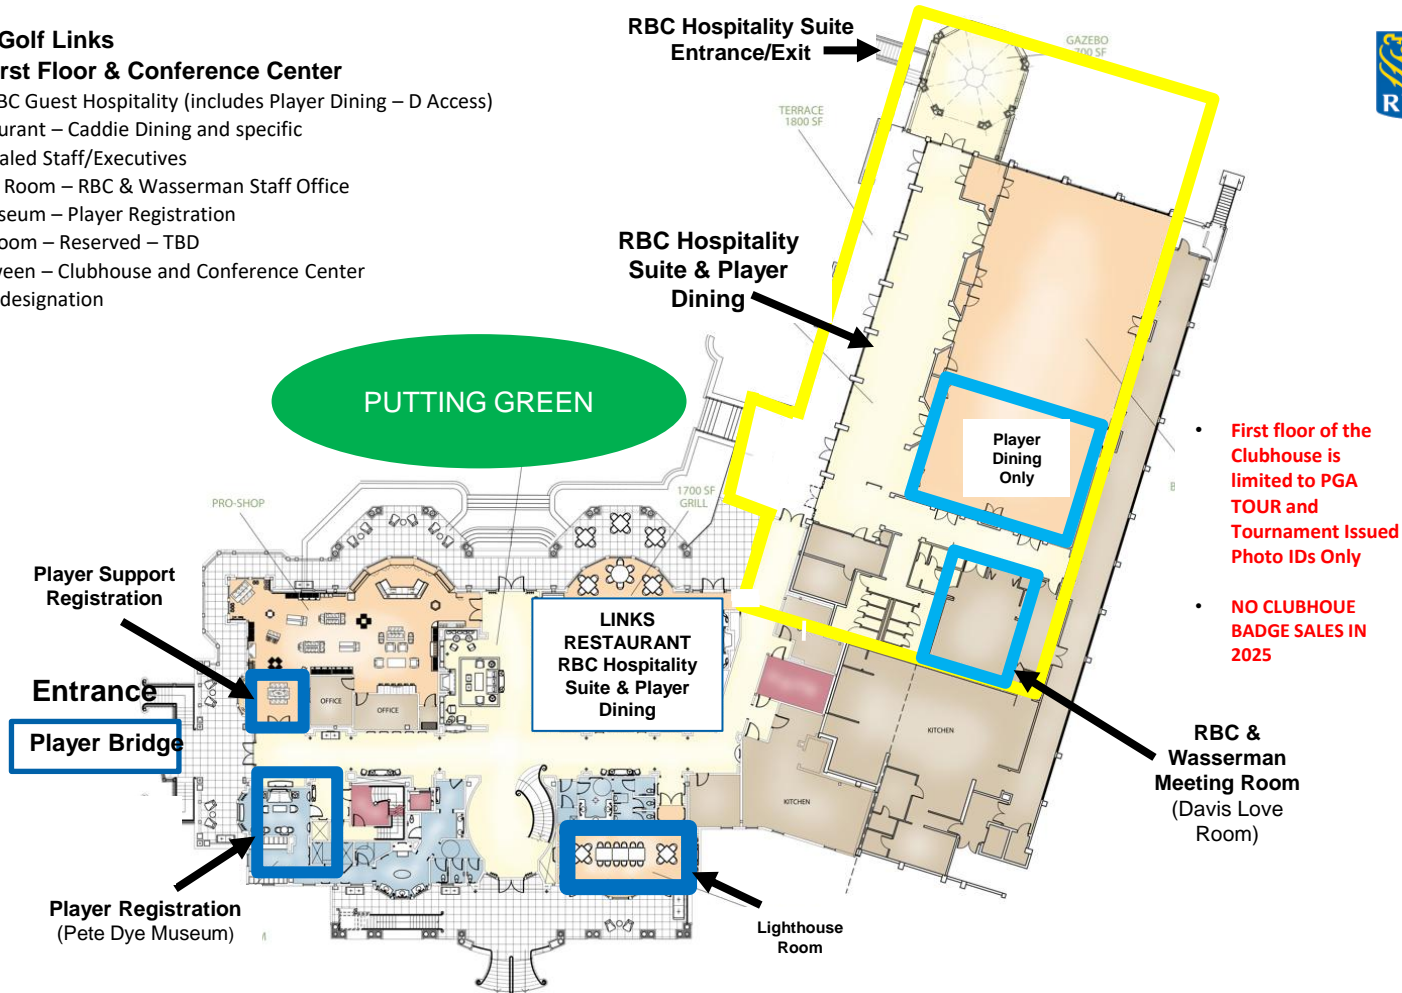 Golf Links
rst Floor & Conference Center
BC Guest Hospitality (includes Player Dining – D Access)
urant – Caddie Dining and specific
aled Staff/Executives
Room – RBC & Wasserman Staff Office
seum – Player Registration
oom – Reserved – TBD
ween – Clubhouse and Conference Center
designation
RBC Hospitality Suite
Entrance/Exit
GAZEBO
700 SF
R
TERRACE
1800 SF
RBC Hospitality
Suite & Player
Dining
PUTTING GREEN
Player
Dining
Only
• First floor of the
Clubhouse is
limited to PGA
TOUR and
Tournament Issued
Photo IDs Only
• NO CLUBHOUE
BADGE SALES IN
2025
B
PRO-SHOP
1700 SF
GRILL
Player Support
Registration
LINKS
RESTAURANT
RBC Hospitality
Suite & Player
Dining
Entrance
Player Bridge
OFFICE
OFFICE
KITCHEN
KITCHEN
RBC &
Wasserman
Meeting Room
(Davis Love
Room)
Player Registration
(Pete Dye Museum)
Lighthouse
Room